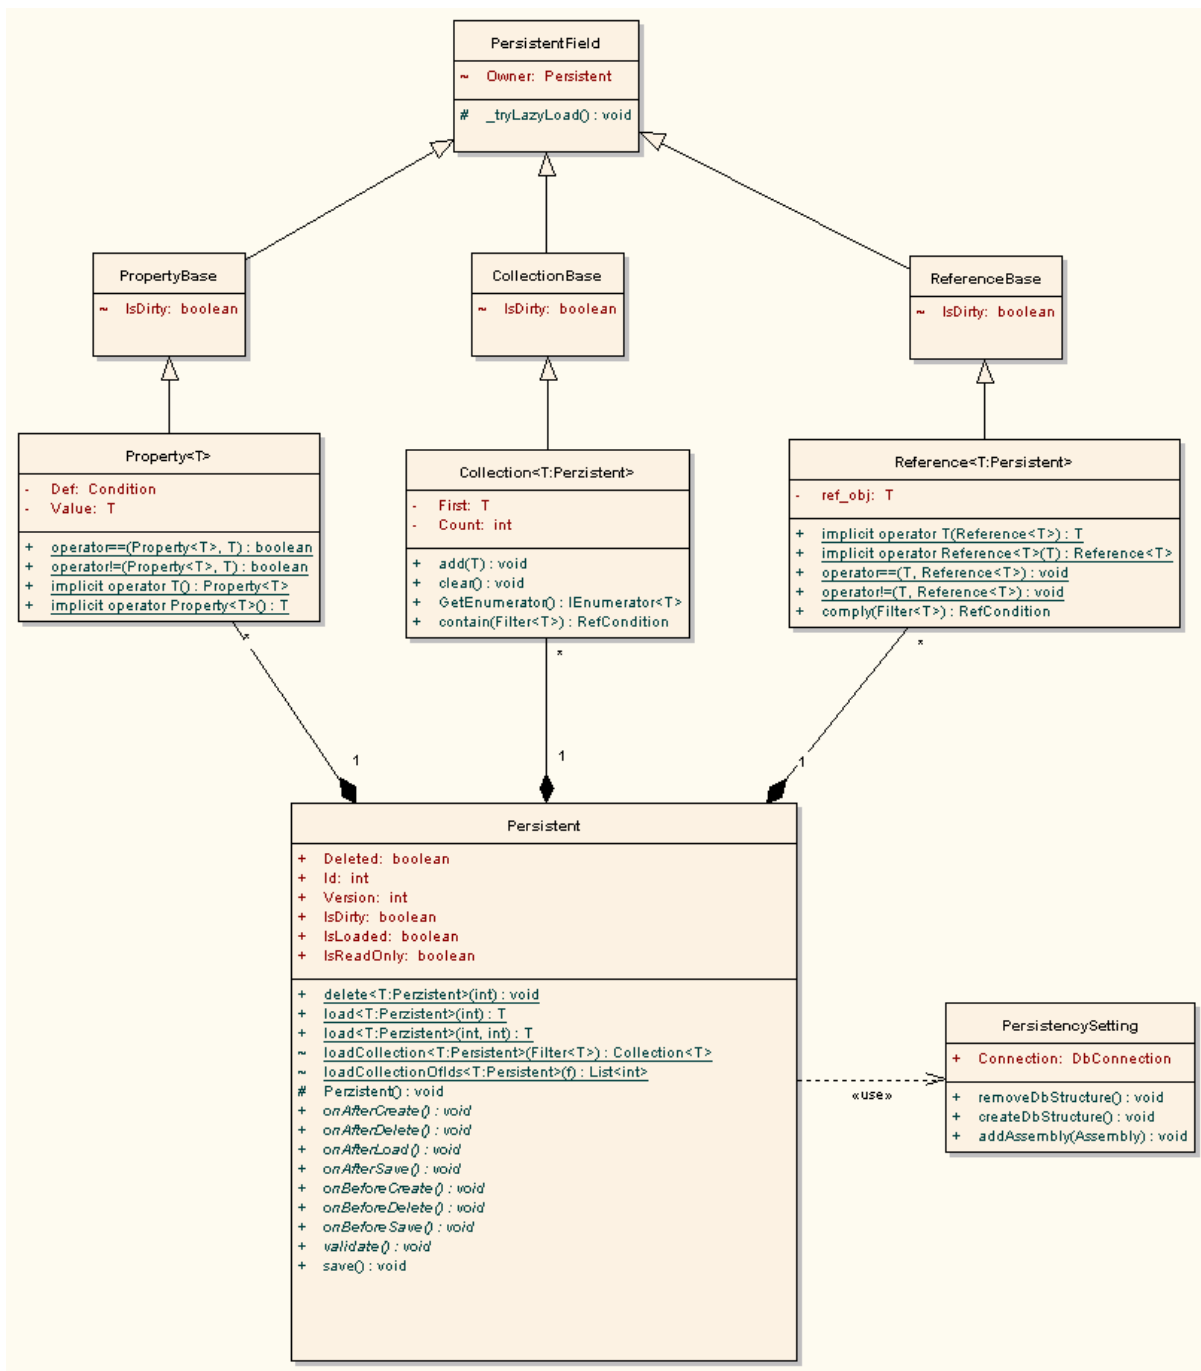 PersistentField
~ Owner: Persistent
# _tryLazyLoad() : void
PropertyBase
~ IsDirty: boolean
CollectionBase
~ IsDirty: boolean
ReferenceBase
~ IsDirty: boolean
Property<T>
- Def: Condition
- Value: T
+ operator==(Property<T>, T) : boolean
+ operator!=(Property<T>, T) : boolean
+ implicit operator T() : Property<T>
+ implicit operator Property<T>() : T
Collection<T:Perzistent>
- First: T
- Count: int
+ add(T) : void
+ clear() : void
+ GetEnumerator() : IEnumerator<T>
+ contain(Filter<T>) : RefCondition
Reference<T:Persistent>
- ref_obj: T
+ implicit operator T(Reference<T>) : T
+ implicit operator Reference<T>(T) : Reference<T>
+ operator==(T, Reference<T>) : void
+ operator!=(T, Reference<T>) : void
+ comply(Filter<T>) : RefCondition
*
*
*
1
1
1
Persistent
+ Deleted: boolean
+ Id: int
+ Version: int
+ IsDirty: boolean
+ IsLoaded: boolean
+ IsReadOnly: boolean
+ delete<T:Perzistent>(int) : void
+ load<T:Perzistent>(int) : T
+ load<T:Perzistent>(int, int) : T
~ loadCollection<T:Persistent>(Filter<T>) : Collection<T>
~ loadCollectionOfIds<T:Persistent>(f) : List<int>
# Perzistent() : void
+ onAfterCreate() : void
+ onAfterDelete() : void
+ onAfterLoad() : void
+ onAfterSave() : void
+ onBeforeCreate() : void
+ onBeforeDelete() : void
+ onBeforeSave() : void
+ validate() : void
+ save() : void
«use»
PersistencySetting
+ Connection: DbConnection
+ removeDbStructure() : void
+ createDbStructure() : void
+ addAssembly(Assembly) : void